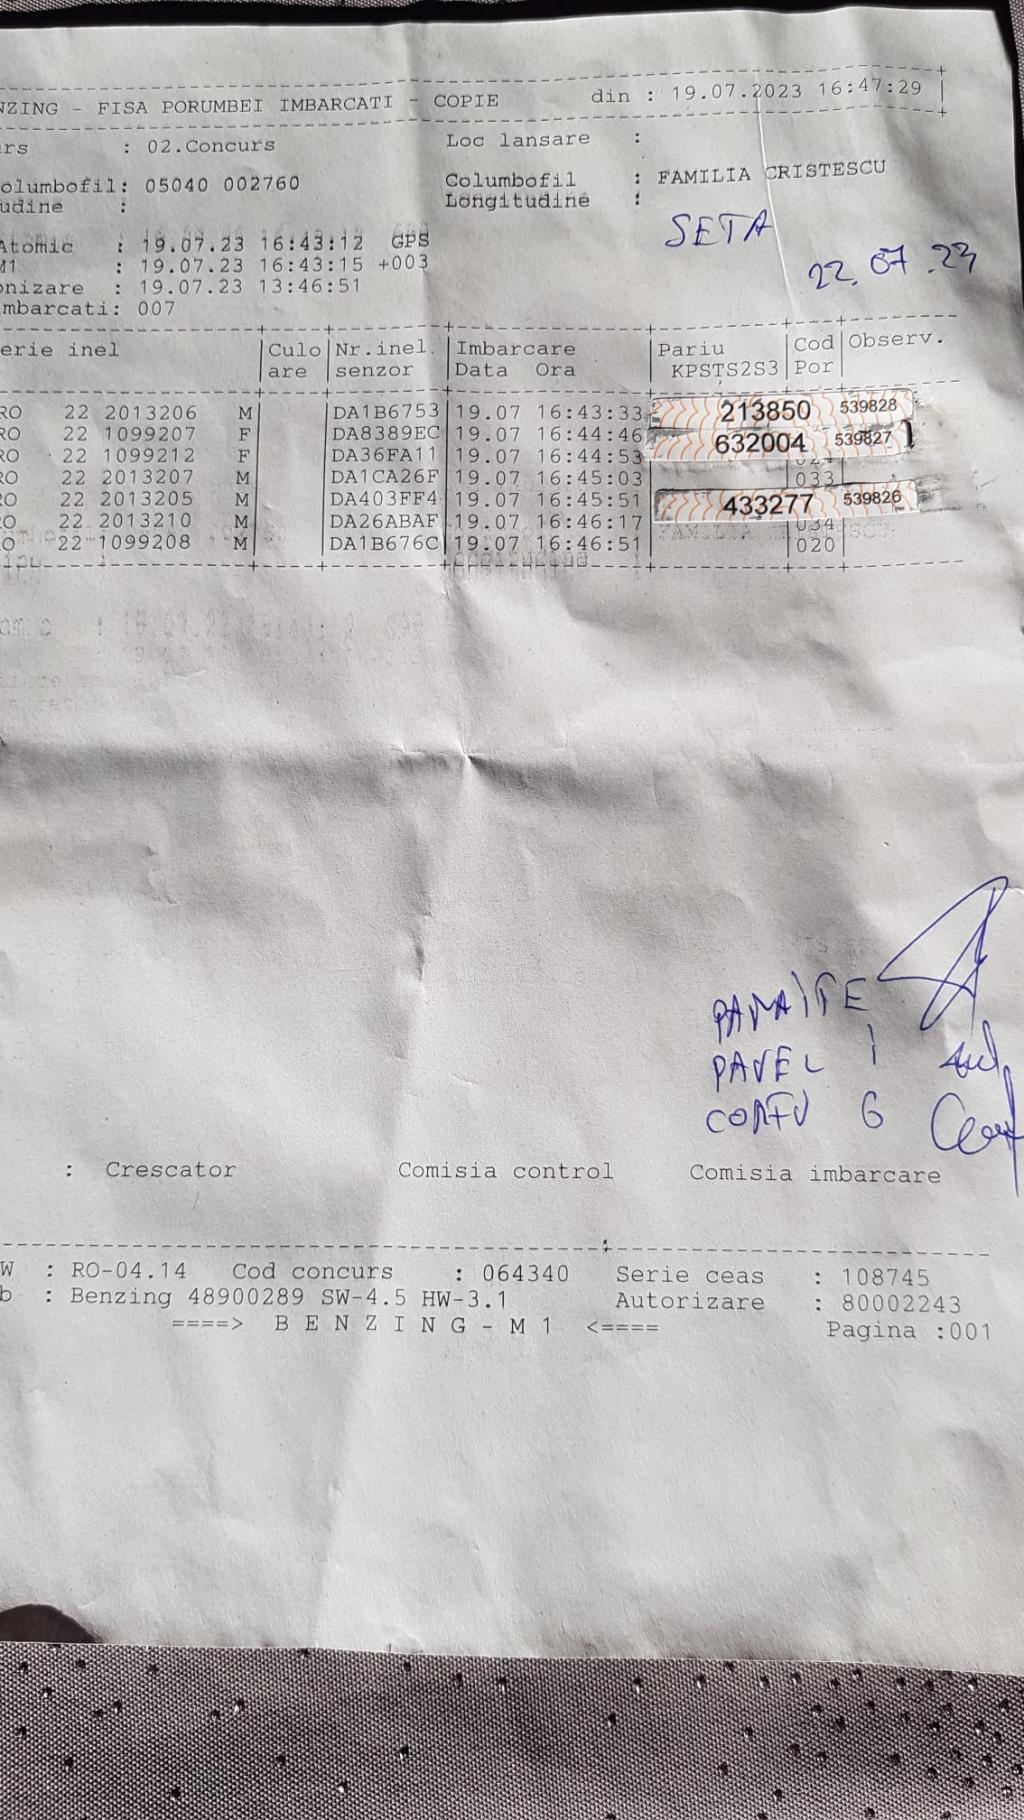 NZING - FISA PORUMBEI IMBARCATI - COPIE din : 19.07.2023 16:47:29
rs : 02.Concurs Loc lansare :
olumbofil: 05040 002760 Columbofil : FAMILIA CRISTESCU
udine : Longitudine :
SETA
22.07.23
Atomic : 19.07.23 16:43:12 GPS
M1 : 19.07.23 16:43:15 +003
onizare : 19.07.23 13:46:51
mbarcati: 007
erie inel Culo Nr.inel. Imbarcare Pariu Cod Observ.
are senzor Data Ora KPSTS2S3 Por
RO 22 2013206 M DA1B6753 19.07 16:43:33 213850 539828
RO 22 1099207 F DA8389EC 19.07 16:44:46 632004 539827 1
RO 22 1099212 F DA36FA11 19.07 16:44:53
RO 22 2013207 M DA1CA26F 19.07 16:45:03 033
RO 22 2013205 M DA403FF4 19.07 16:45:51 433277 539826
O 22 2013210 M DA26ABAF 19.07 16:46:17 034
O 22 1099208 M DA1B676C 19.07 16:46:51 020
PAVEL
: Crescator Comisia control Comisia imbarcare
W : RO-04.14 Cod concurs : 064340 Serie ceas : 108745
b : Benzing 48900289 SW-4.5 HW-3.1 Autorizare : 80002243
====> B E N Z I N G - M 1 <==== Pagina :001